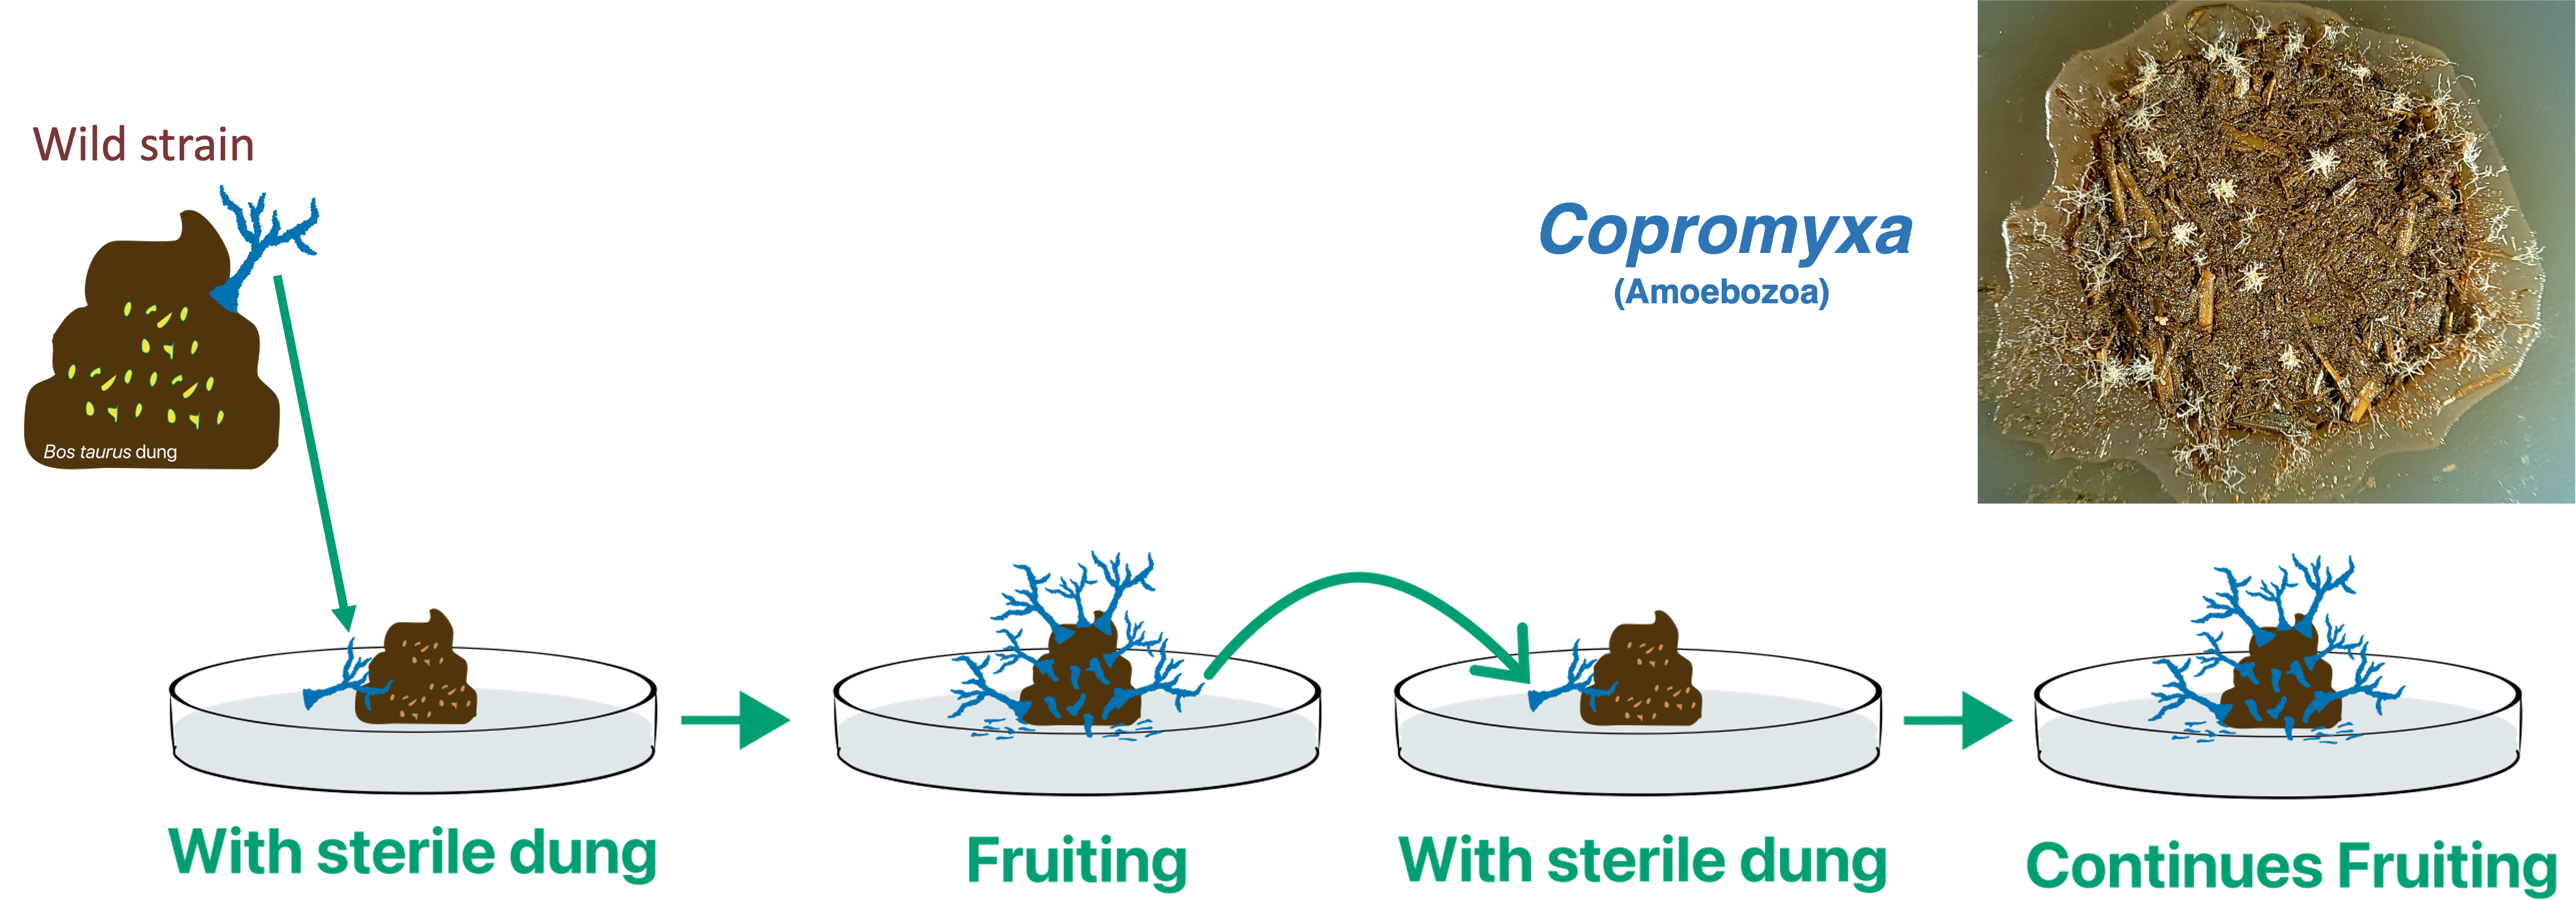 Wild strain
Copromyxa
(Amoebozoa)
Bos taurus dung
With sterile dung
Fruiting
With sterile dung
Continues Fruiting